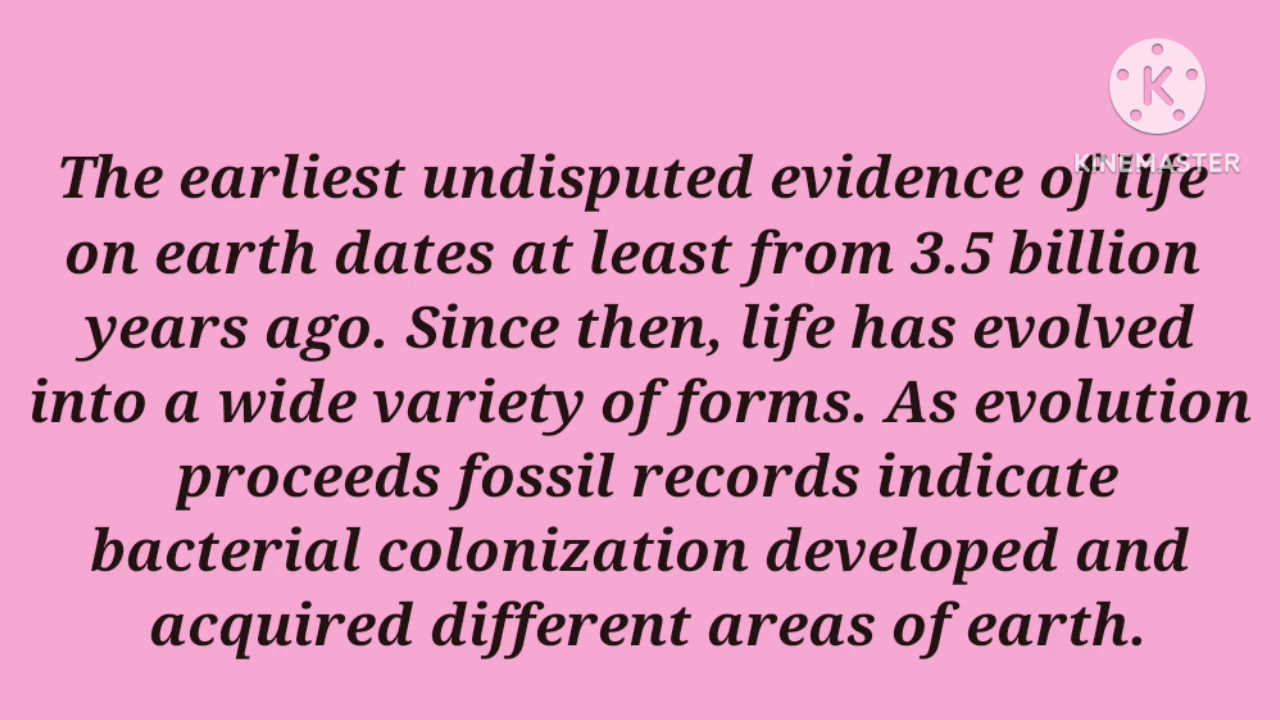 K
KINEMASTER
The earliest undisputed evidence of life
on earth dates at least from 3.5 billion
years ago. Since then, life has evolved
into a wide variety of forms. As evolution
proceeds fossil records indicate
bacterial colonization developed and
acquired different areas of earth.